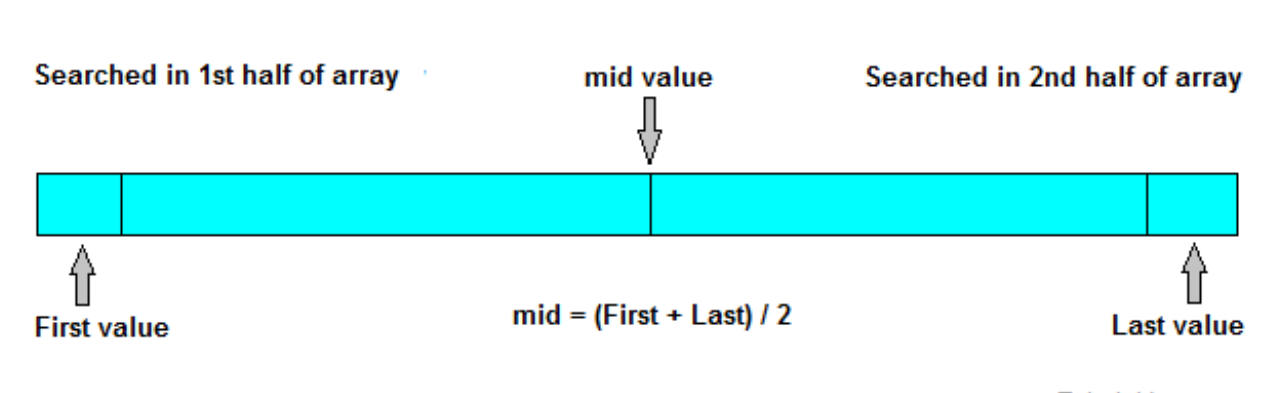 Searched in 1st half of array
mid value
Searched in 2nd half of array
First value
mid = (First + Last) / 2
Last value